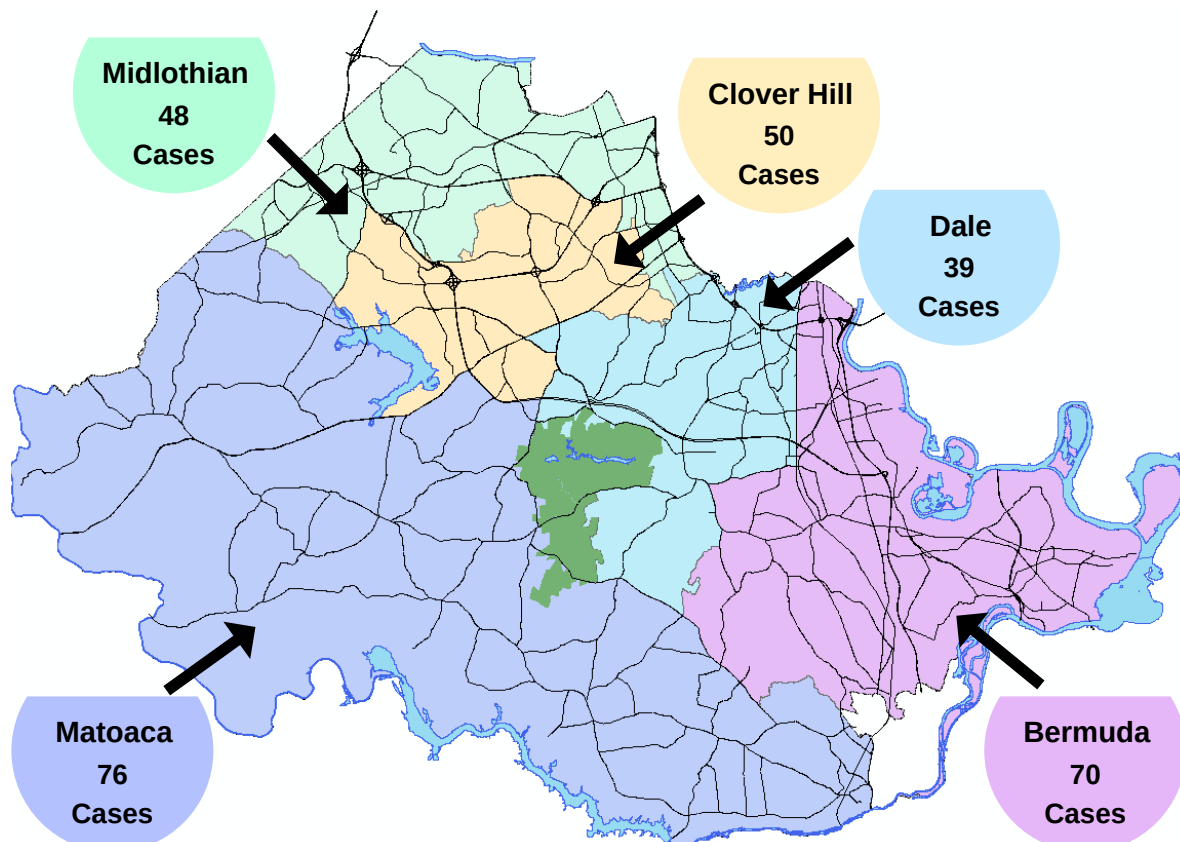 Midlothian
48
Cases
Clover Hill
50
Cases
Dale
39
Cases
Matoaca
76
Cases
Bermuda
70
Cases